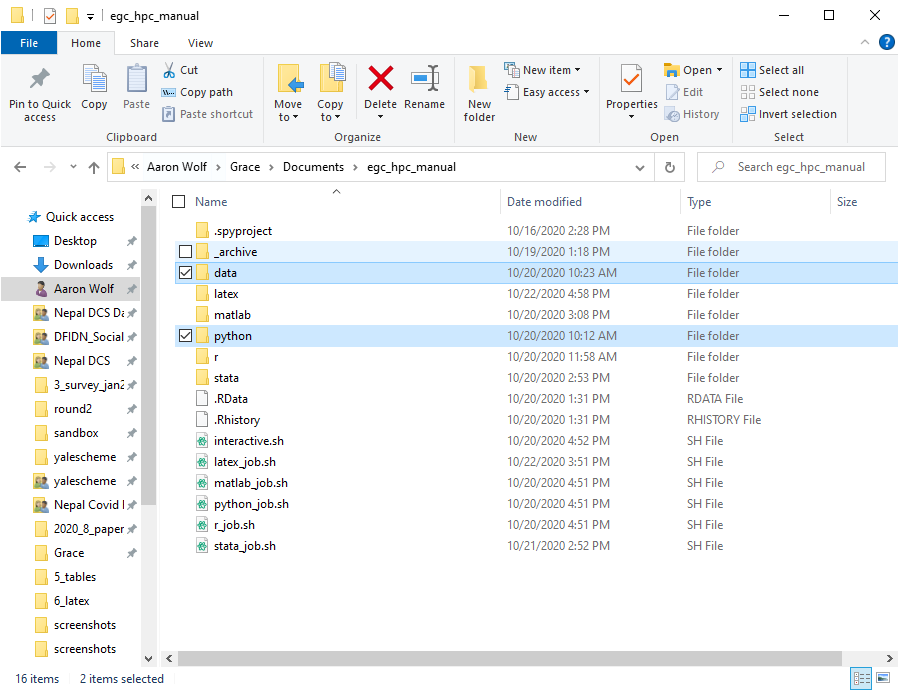 egc_hpc_manual
File Home Share View
Pin to Quick access
Copy
Paste
Cut
Copy path
Paste shortcut
Clipboard
Move to
Copy to
Delete
Rename
Organize
New folder
New item
Easy access
New
Properties
Open
Edit
History
Open
Select all
Select none
Invert selection
Select
« Aaron Wolf › Grace › Documents › egc_hpc_manual
Search egc_hpc_manual
Quick access
Desktop
Downloads
Aaron Wolf
Nepal DCS Da
DFIDN_Social
Nepal DCS
3_survey_jan2
round2
sandbox
yalescheme
yalescheme
Nepal Covid
2020_8_paper
Grace
5_tables
6_latex
screenshots
screenshots
Name Date modified Type Size
.spyproject 10/16/2020 2:28 PM File folder
_archive 10/19/2020 1:18 PM File folder
data 10/20/2020 10:23 AM File folder
latex 10/22/2020 4:58 PM File folder
matlab 10/20/2020 3:08 PM File folder
python 10/20/2020 10:12 AM File folder
r 10/20/2020 11:58 AM File folder
stata 10/20/2020 2:53 PM File folder
.RData 10/20/2020 1:31 PM RDATA File
.Rhistory 10/20/2020 1:31 PM RHISTORY File
interactive.sh 10/20/2020 4:52 PM SH File
latex_job.sh 10/22/2020 3:51 PM SH File
matlab_job.sh 10/20/2020 4:51 PM SH File
python_job.sh 10/20/2020 4:51 PM SH File
r_job.sh 10/20/2020 4:51 PM SH File
stata_job.sh 10/21/2020 2:52 PM SH File
16 items 2 items selected